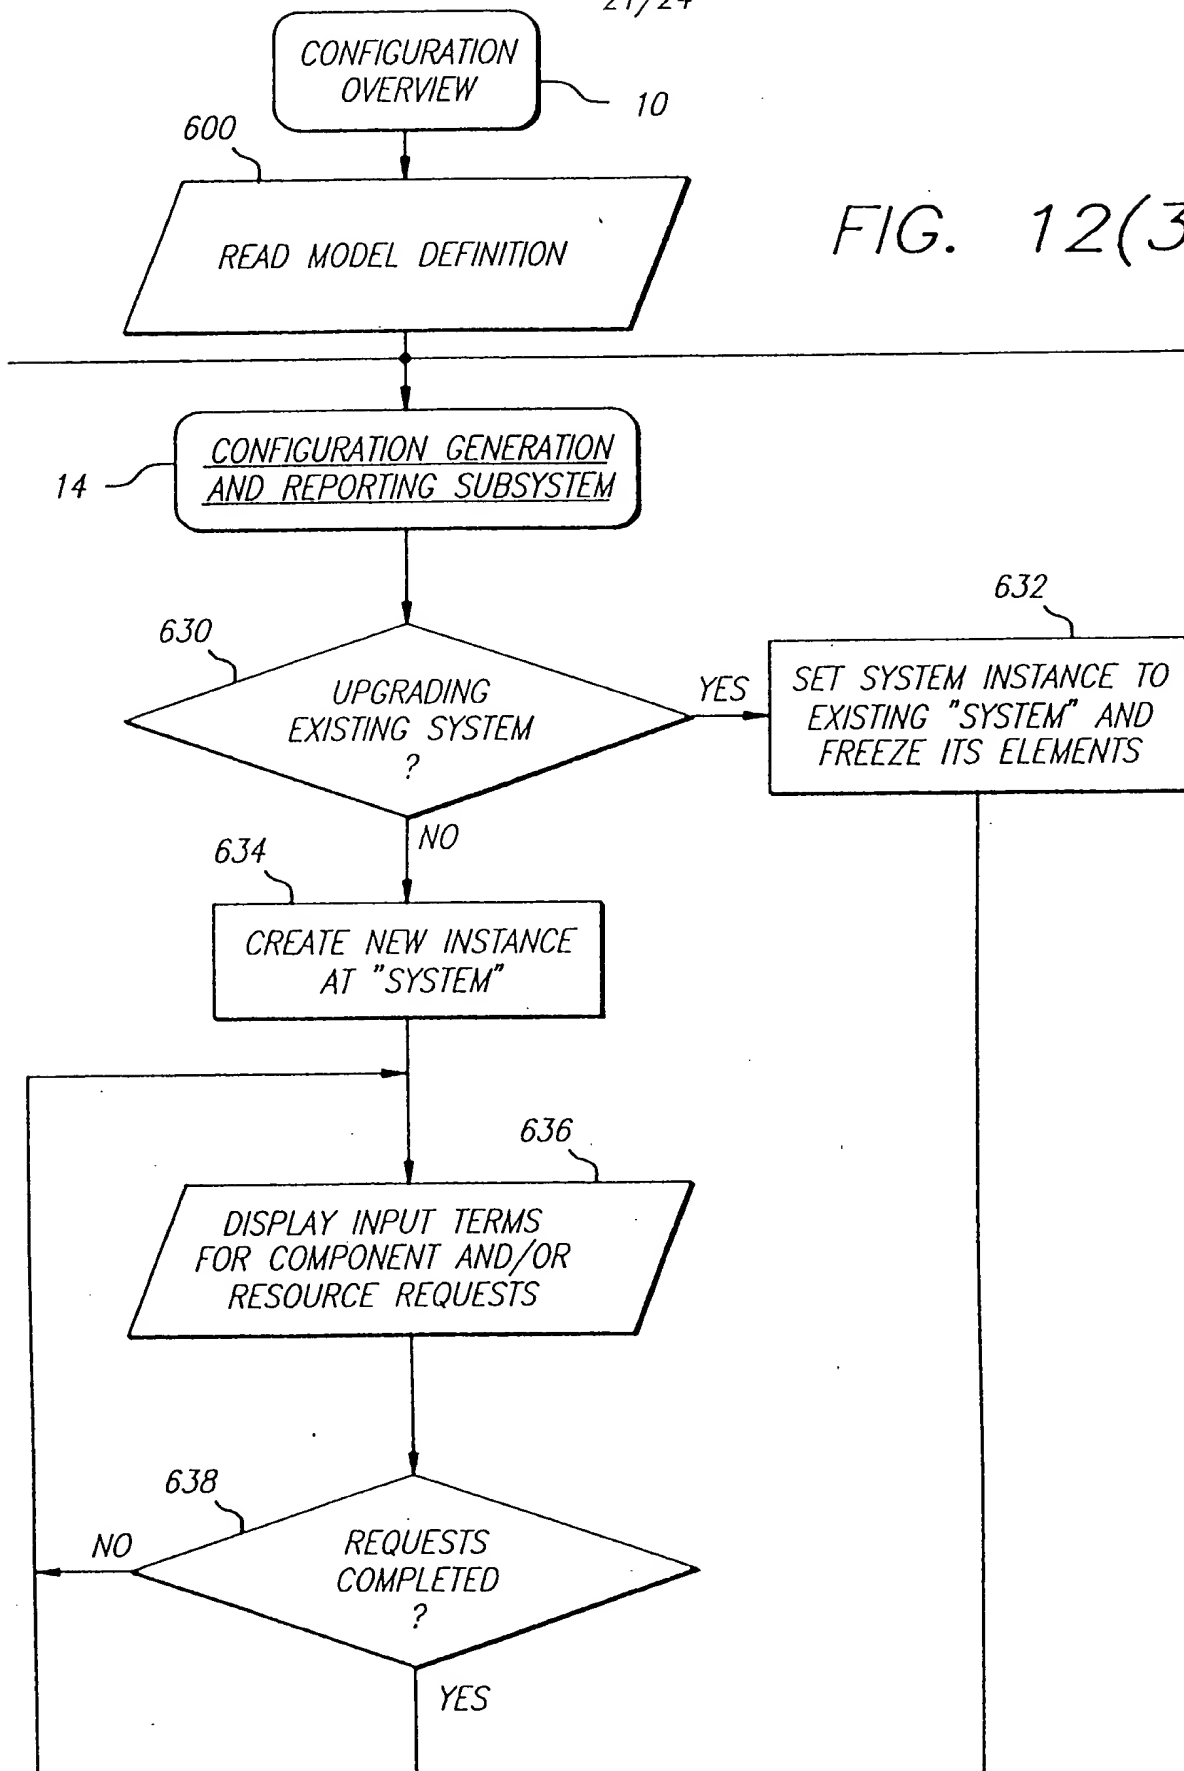 21/24
CONFIGURATION
OVERVIEW
10
600
READ MODEL DEFINITION
FIG. 12(3
CONFIGURATION GENERATION
AND REPORTING SUBSYSTEM
14
630
UPGRADING
EXISTING SYSTEM
?
YES
632
SET SYSTEM INSTANCE TO
EXISTING "SYSTEM" AND
FREEZE ITS ELEMENTS
NO
634
CREATE NEW INSTANCE
AT "SYSTEM"
636
DISPLAY INPUT TERMS
FOR COMPONENT AND/OR
RESOURCE REQUESTS
638
NO
REQUESTS
COMPLETED
?
YES